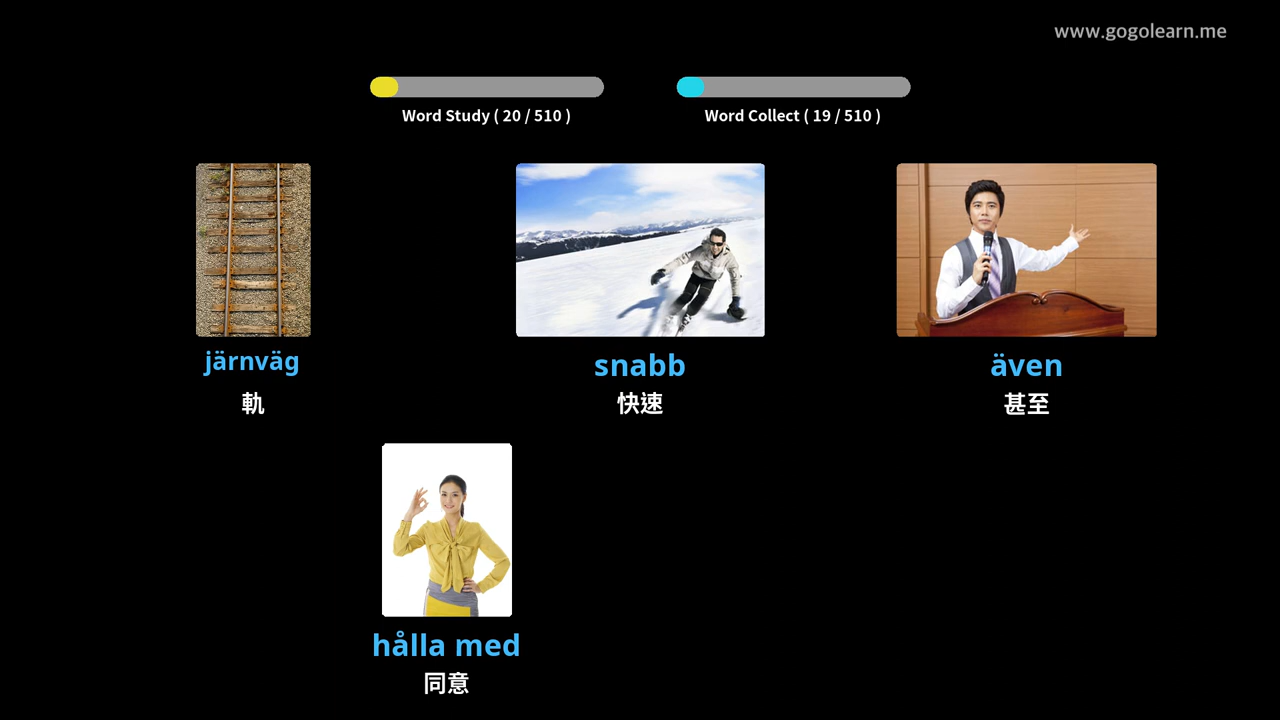 www.gogolearn.me
Word Study ( 20 / 510 )
Word Collect ( 19 / 510 )
järnväg
軌
snabb
快速
även
甚至
hålla med
同意